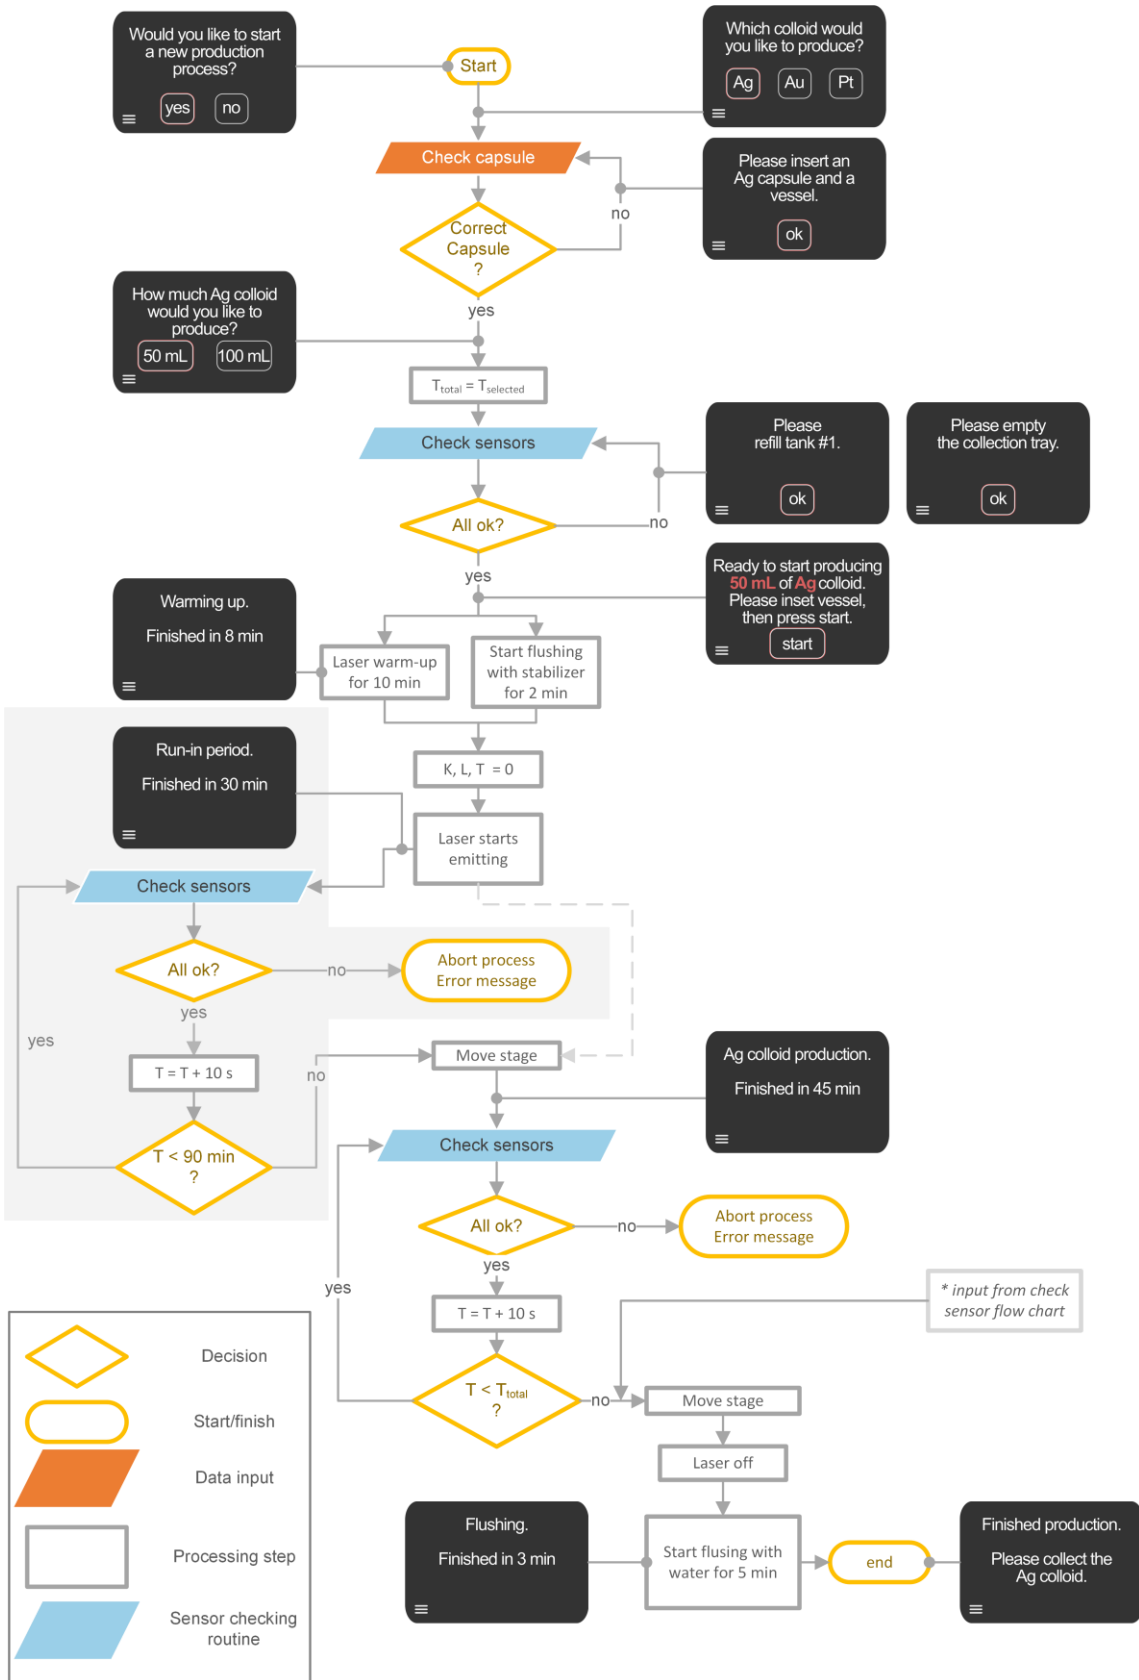 Would you like to start
a new production
process?
yes
no
Start
Which colloid would
you like to produce?
Ag
Au
Pt
Check capsule
Please insert an
Ag capsule and a
vessel.
ok
no
Correct
Capsule
?
yes
How much Ag colloid
would you like to
produce?
50 mL
100 mL
Ttotal = Tselected
Check sensors
Please
refill tank #1.
ok
Please empty
the collection tray.
ok
All ok?
no
yes
Ready to start producing
50 mL of Ag colloid.
Please inset vessel,
then press start.
start
Warming up.
Finished in 8 min
Laser warm-up
for 10 min
Start flushing
with stabilizer
for 2 min
Run-in period.
Finished in 30 min
K, L, T = 0
Laser starts
emitting
Check sensors
All ok?
no
Abort process
Error message
yes
yes
T = T + 10 s
no
T < 90 min
?
Move stage
Ag colloid production.
Finished in 45 min
Check sensors
All ok?
no
Abort process
Error message
yes
yes
T = T + 10 s
* input from check
sensor flow chart
T < Ttotal
?
no
Move stage
Laser off
Flushing.
Finished in 3 min
Start flusing with
water for 5 min
end
Finished production.
Please collect the
Ag colloid.
Decision
Start/finish
Data input
Processing step
Sensor checking
routine